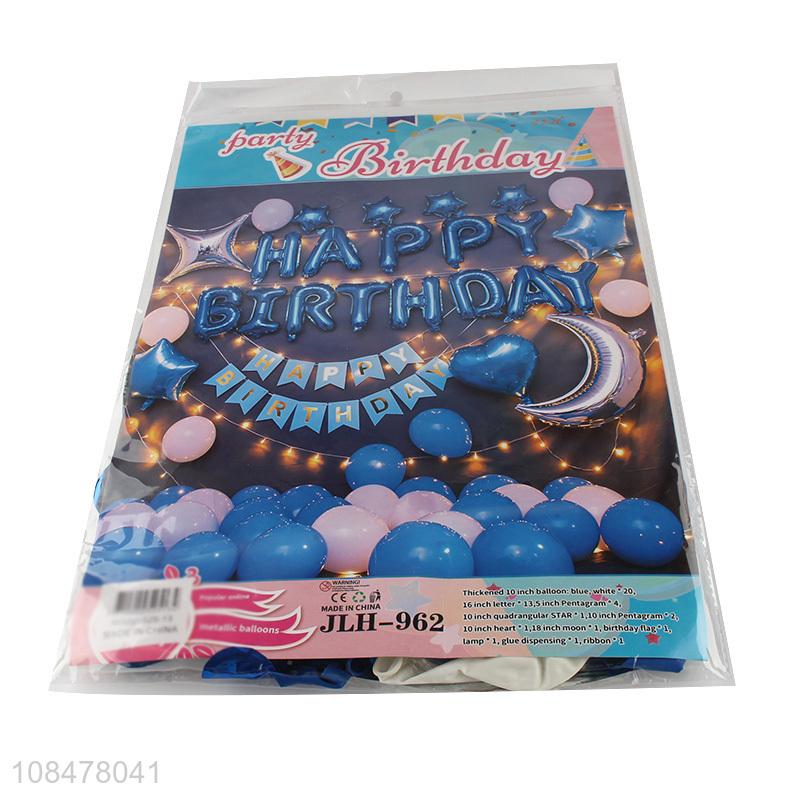 party
Birthday
HAPPY
BIRTHDAY
HAPPY
BIRTHDAY
Popular online
metallic balloons
MADE IN CHINA
WARNING!
CE
MADE IN CHINA
JLH-962
Thickened 10 inch balloon: blue, white * 20,
16 inch letter * 13,5 inch Pentagram * 4,
10 inch quadrangular STAR * 1,10 inch Pentagram * 2,
10 inch heart * 1,18 inch moon * 1, birthday flag * 1,
lamp * 1, glue dispensing * 1, ribbon * 1
108478041